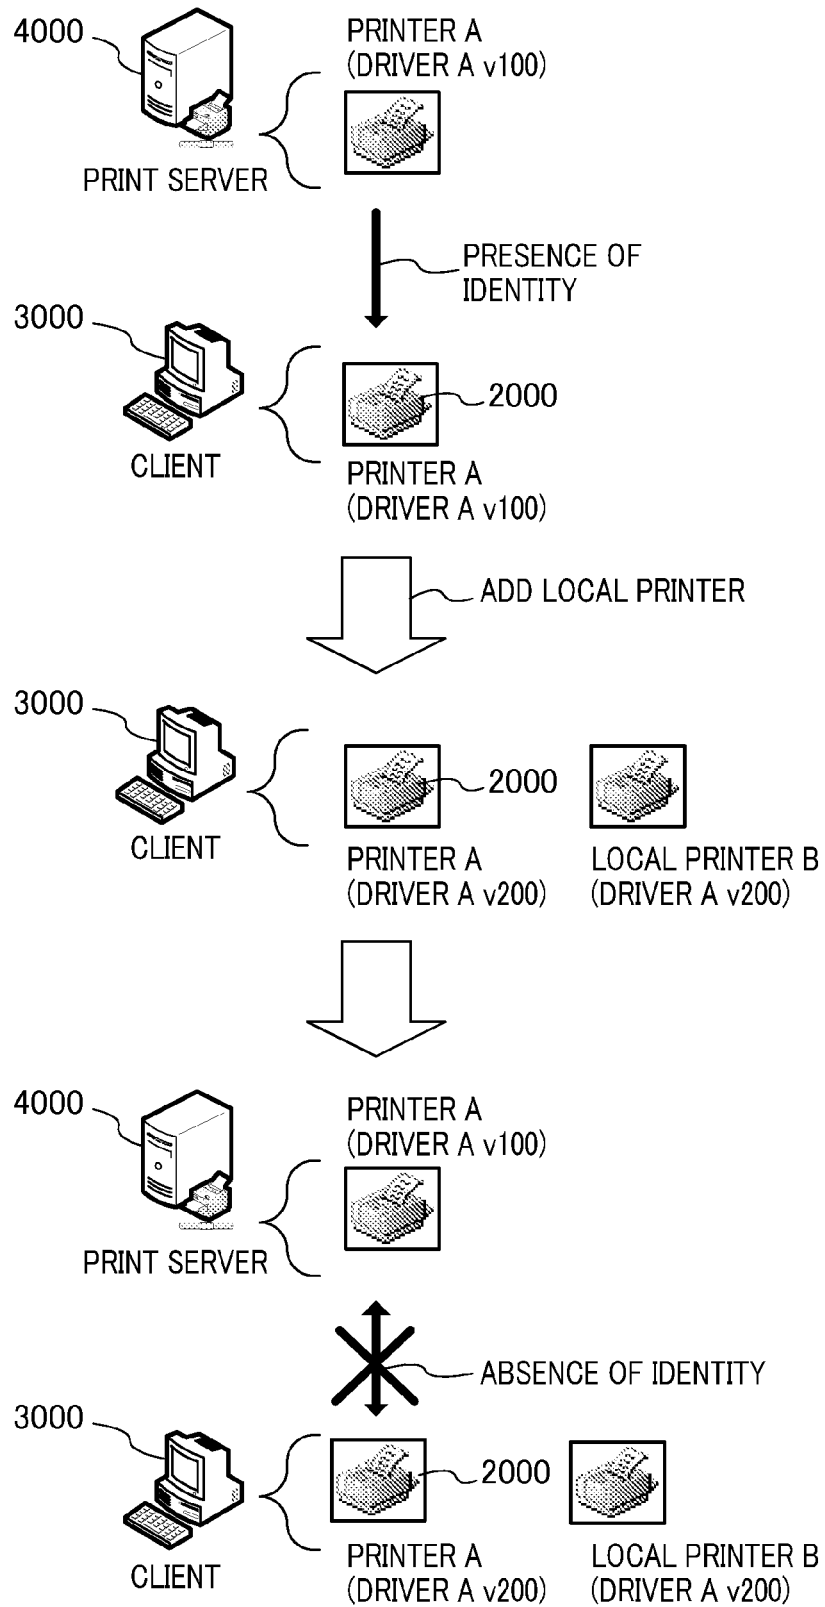 4000
PRINTER A
(DRIVER A v100)
PRINT SERVER
PRESENCE OF
IDENTITY
3000
2000
CLIENT
PRINTER A
(DRIVER A v100)
ADD LOCAL PRINTER
3000
2000
CLIENT
PRINTER A
(DRIVER A v200)
LOCAL PRINTER B
(DRIVER A v200)
4000
PRINTER A
(DRIVER A v100)
PRINT SERVER
ABSENCE OF IDENTITY
3000
2000
CLIENT
PRINTER A
(DRIVER A v200)
LOCAL PRINTER B
(DRIVER A v200)